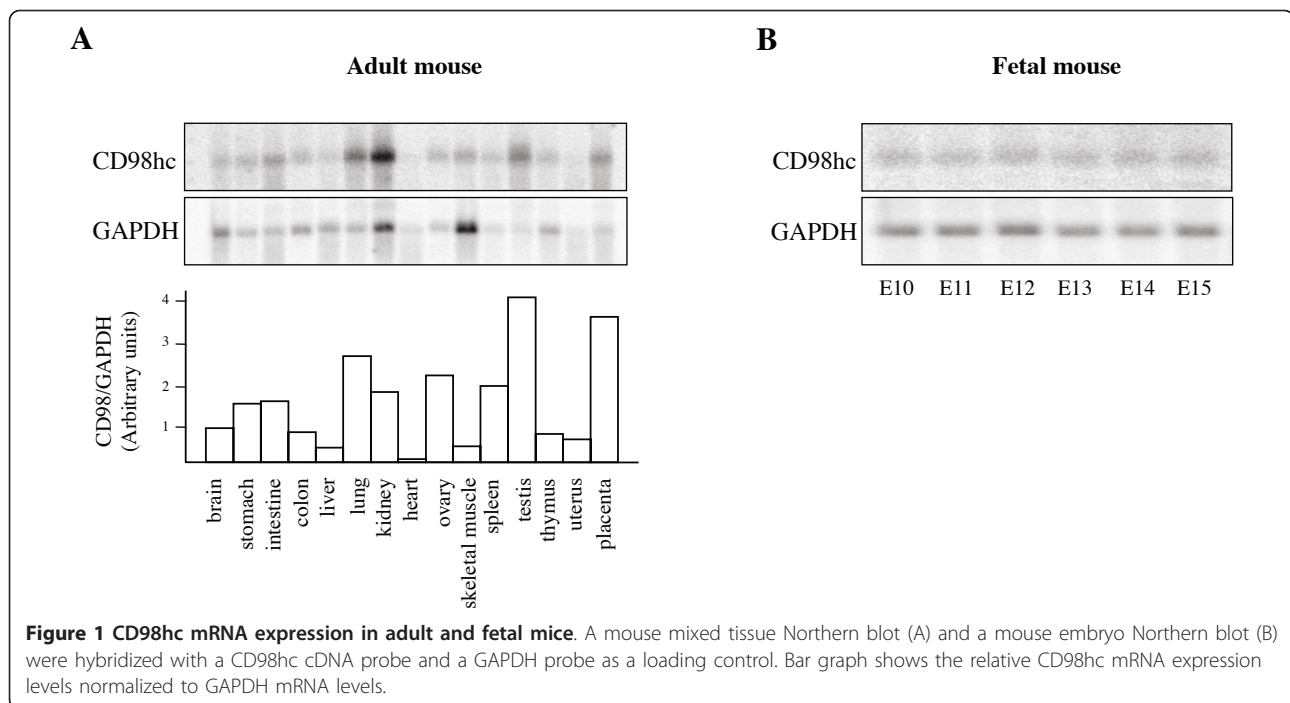 A
Adult mouse
CD98hc
GAPDH
CD98/GAPDH
(Arbitrary units)
4
3
2
1
brain
stomach
intestine
colon
liver
lung
kidney
heart
ovary
skeletal muscle
spleen
testis
thymus
uterus
placenta
B
Fetal mouse
CD98hc
GAPDH
E10 E11 E12 E13 E14 E15
Figure 1 CD98hc mRNA expression in adult and fetal mice. A mouse mixed tissue Northern blot (A) and a mouse embryo Northern blot (B)
were hybridized with a CD98hc cDNA probe and a GAPDH probe as a loading control. Bar graph shows the relative CD98hc mRNA expression
levels normalized to GAPDH mRNA levels.